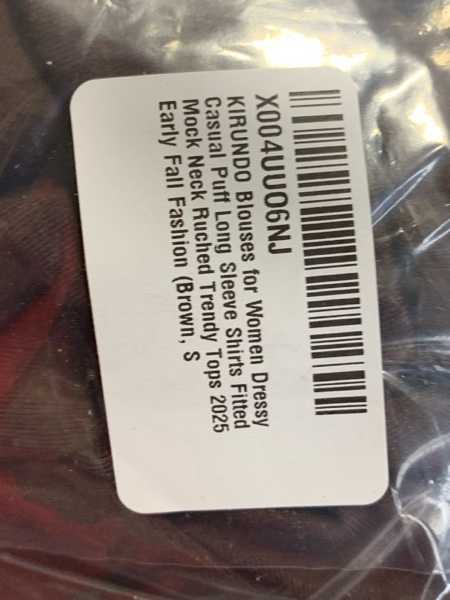 X004UUO6NJ
KIRUNDO Blouses for Women Dressy
Casual Puff Long Sleeve Shirts Fitted
Mock Neck Ruched Trendy Tops 2025
Early Fall Fashion (Brown, S